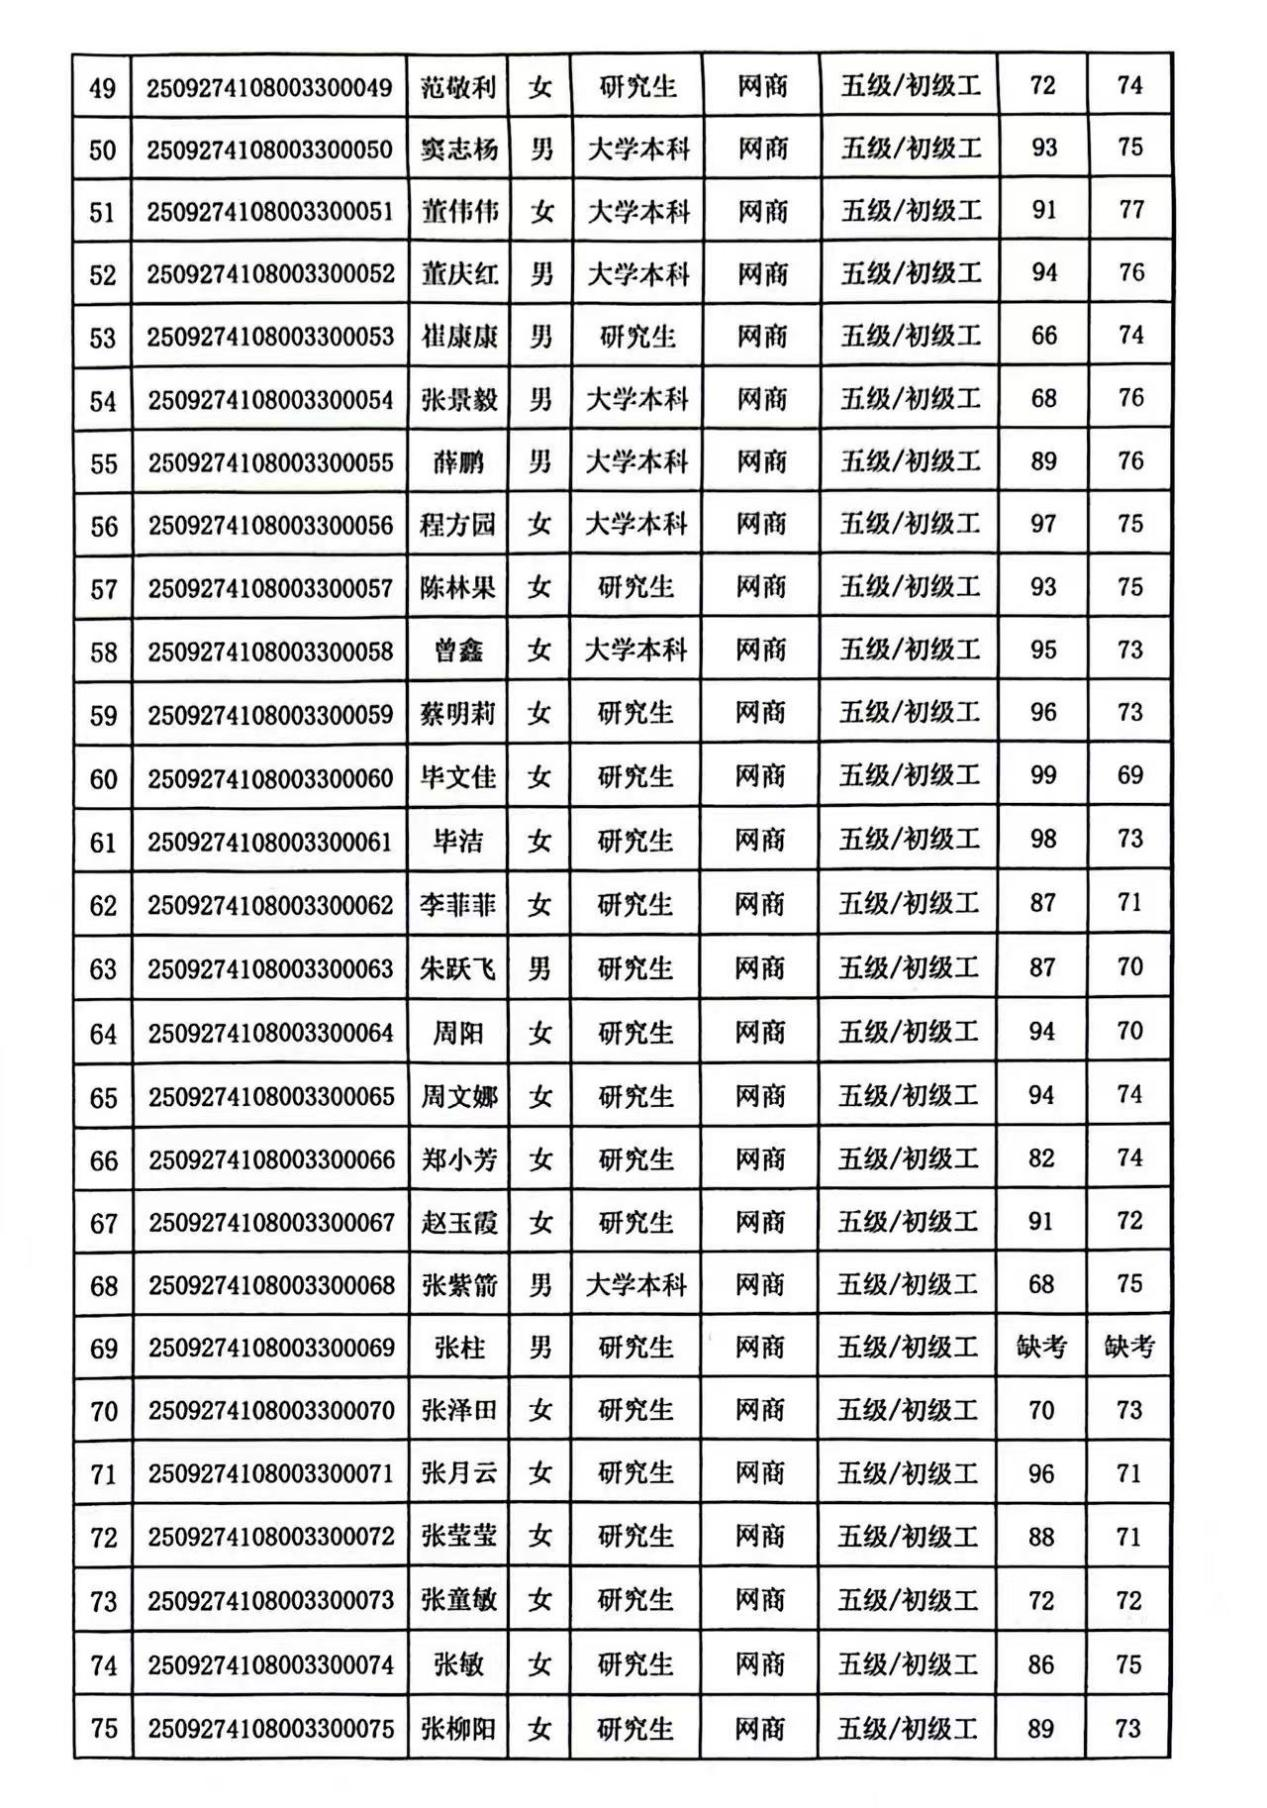 49 2509274108003300049 范敬利 女 研究生 网商 五级/初级工 72 74
50 2509274108003300050 窦志杨 男 大学本科 网商 五级/初级工 93 75
51 2509274108003300051 董伟伟 女 大学本科 网商 五级/初级工 91 77
52 2509274108003300052 董庆红 男 大学本科 网商 五级/初级工 94 76
53 2509274108003300053 崔康康 男 研究生 网商 五级/初级工 66 74
54 2509274108003300054 张景毅 男 大学本科 网商 五级/初级工 68 76
55 2509274108003300055 薛鹏 男 大学本科 网商 五级/初级工 89 76
56 2509274108003300056 程方园 女 大学本科 网商 五级/初级工 97 75
57 2509274108003300057 陈林果 女 研究生 网商 五级/初级工 93 75
58 2509274108003300058 曾鑫 女 大学本科 网商 五级/初级工 95 73
59 2509274108003300059 蔡明莉 女 研究生 网商 五级/初级工 96 73
60 2509274108003300060 毕文佳 女 研究生 网商 五级/初级工 99 69
61 2509274108003300061 毕洁 女 研究生 网商 五级/初级工 98 73
62 2509274108003300062 李菲菲 女 研究生 网商 五级/初级工 87 71
63 2509274108003300063 朱跃飞 男 研究生 网商 五级/初级工 87 70
64 2509274108003300064 周阳 女 研究生 网商 五级/初级工 94 70
65 2509274108003300065 周文娜 女 研究生 网商 五级/初级工 94 74
66 2509274108003300066 郑小芳 女 研究生 网商 五级/初级工 82 74
67 2509274108003300067 赵玉霞 女 研究生 网商 五级/初级工 91 72
68 2509274108003300068 张紫箭 男 大学本科 网商 五级/初级工 68 75
69 2509274108003300069 张柱 男 研究生 网商 五级/初级工 缺考 缺考
70 2509274108003300070 张泽田 女 研究生 网商 五级/初级工 70 73
71 2509274108003300071 张月云 女 研究生 网商 五级/初级工 96 71
72 2509274108003300072 张莹莹 女 研究生 网商 五级/初级工 88 71
73 2509274108003300073 张童敏 女 研究生 网商 五级/初级工 72 72
74 2509274108003300074 张敏 女 研究生 网商 五级/初级工 86 75
75 2509274108003300075 张柳阳 女 研究生 网商 五级/初级工 89 73